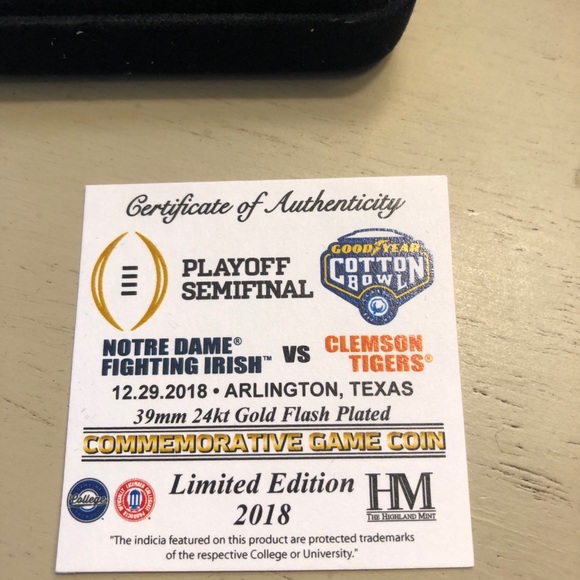 Certificate of Authenticity
PLAYOFF
SEMIFINAL
GOODYEAR
COTTON
BOWL
NOTRE DAME®
FIGHTING IRISH™
VS
CLEMSON
TIGERS®
12.29.2018 • ARLINGTON, TEXAS
39mm 24kt Gold Flash Plated
COMMEMORATIVE GAME COIN
College
Limited Edition
2018
HM
THE HIGHLAND MINT
"The indicia featured on this product are protected trademarks
of the respective College or University."